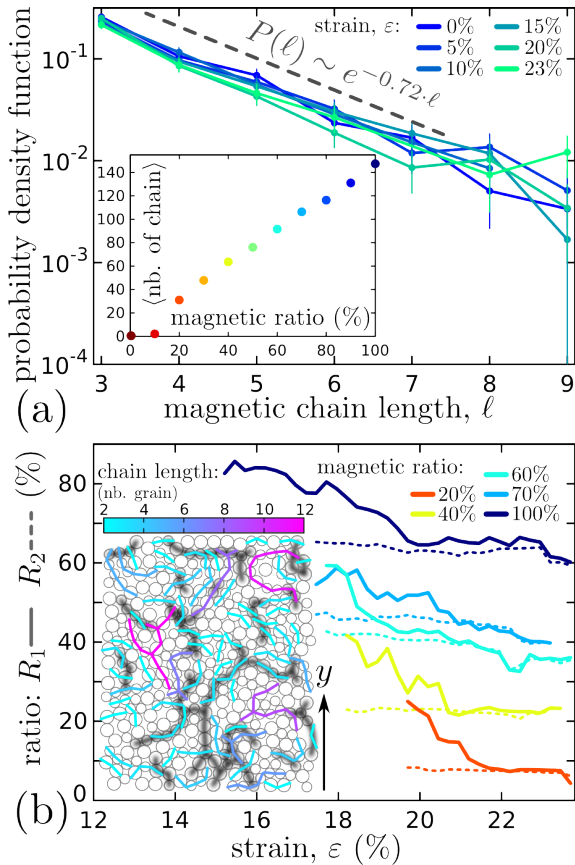 probability density function
10^-1
10^-2
10^-3
10^-4
strain, ε:
0%
5%
10%
15%
20%
23%
P(ℓ) ∼ e^−0.72·ℓ
⟨nb. of chain⟩
140
120
100
80
60
40
20
0
0 20 40 60 80 100
magnetic ratio (%)
3 4 5 6 7 8 9
(a) magnetic chain length, ℓ
ratio: R1 R2 (%)
80
60
40
20
0
chain length:
(nb. grain)
2 4 6 8 10 12
magnetic ratio:
20%
40%
60%
70%
100%
y
12 14 16 18 20 22
(b) strain, ε (%)